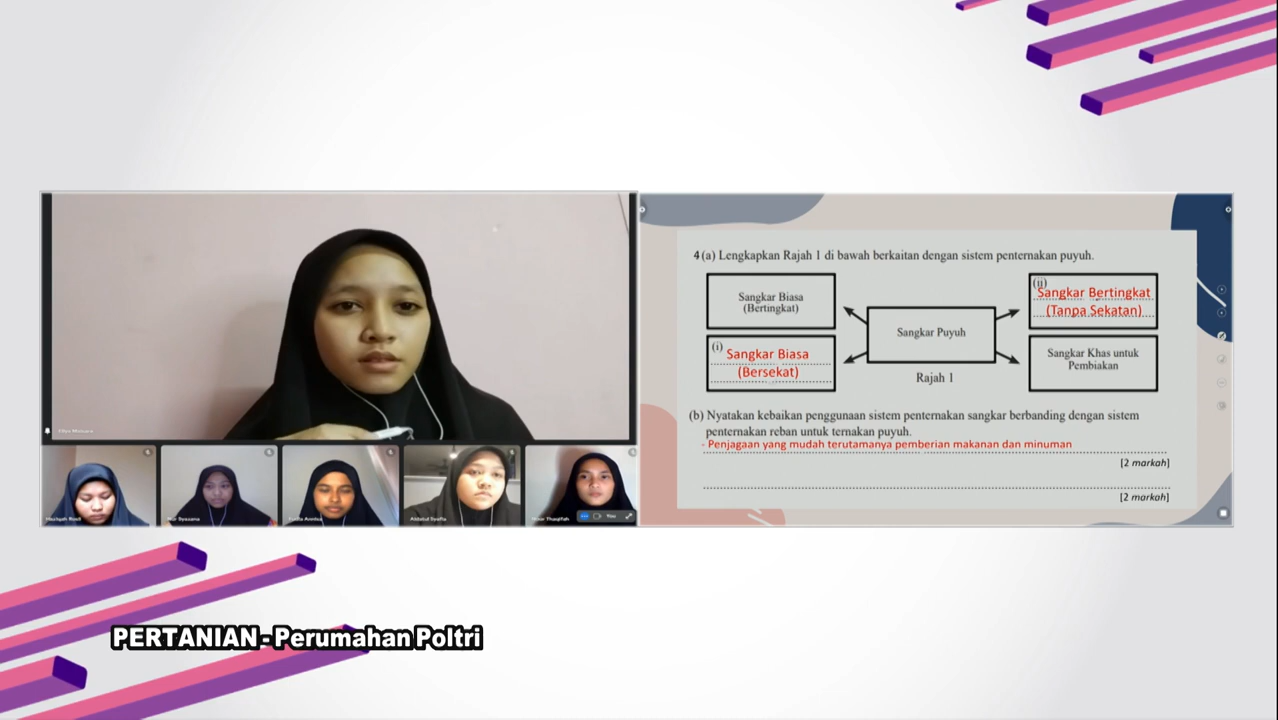 4 (a) Lengkapkan Rajah 1 di bawah berkaitan dengan sistem penternakan puyuh.
Sangkar Biasa
(Bertingkat)
(i)
Sangkar Biasa
(Bersekat)
Sangkar Puyuh
Rajah 1
(ii)
Sangkar Bertingkat
(Tanpa Sekatan)
Sangkar Khas untuk
Pembiakan
(b) Nyatakan kebaikan penggunaan sistem penternakan sangkar berbanding dengan sistem
penternakan reban untuk ternakan puyuh.
- Penjagaan yang mudah terutamanya pemberian makanan dan minuman
[2 markah]
[2 markah]
PERTANIAN - Perumahan Poltri